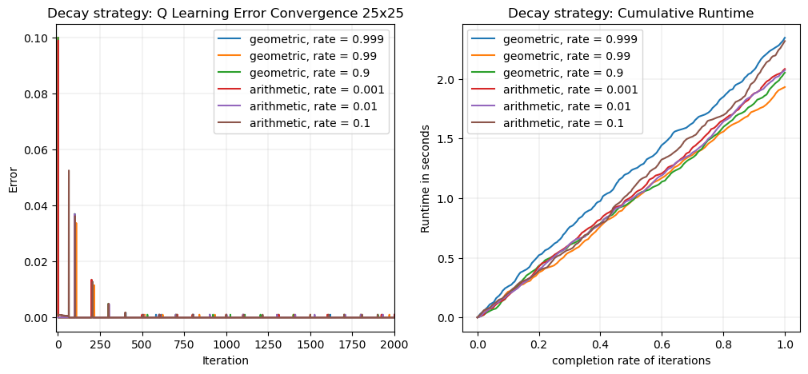 Decay strategy: Q Learning Error Convergence 25x25
0.10
0.08
0.06
0.04
0.02
0.00
Error
geometric, rate = 0.999
geometric, rate = 0.99
geometric, rate = 0.9
arithmetic, rate = 0.001
arithmetic, rate = 0.01
arithmetic, rate = 0.1
0 250 500 750 1000 1250 1500 1750 2000
Iteration
Decay strategy: Cumulative Runtime
2.0
1.5
1.0
0.5
0.0
Runtime in seconds
geometric, rate = 0.999
geometric, rate = 0.99
geometric, rate = 0.9
arithmetic, rate = 0.001
arithmetic, rate = 0.01
arithmetic, rate = 0.1
0.0 0.2 0.4 0.6 0.8 1.0
completion rate of iterations